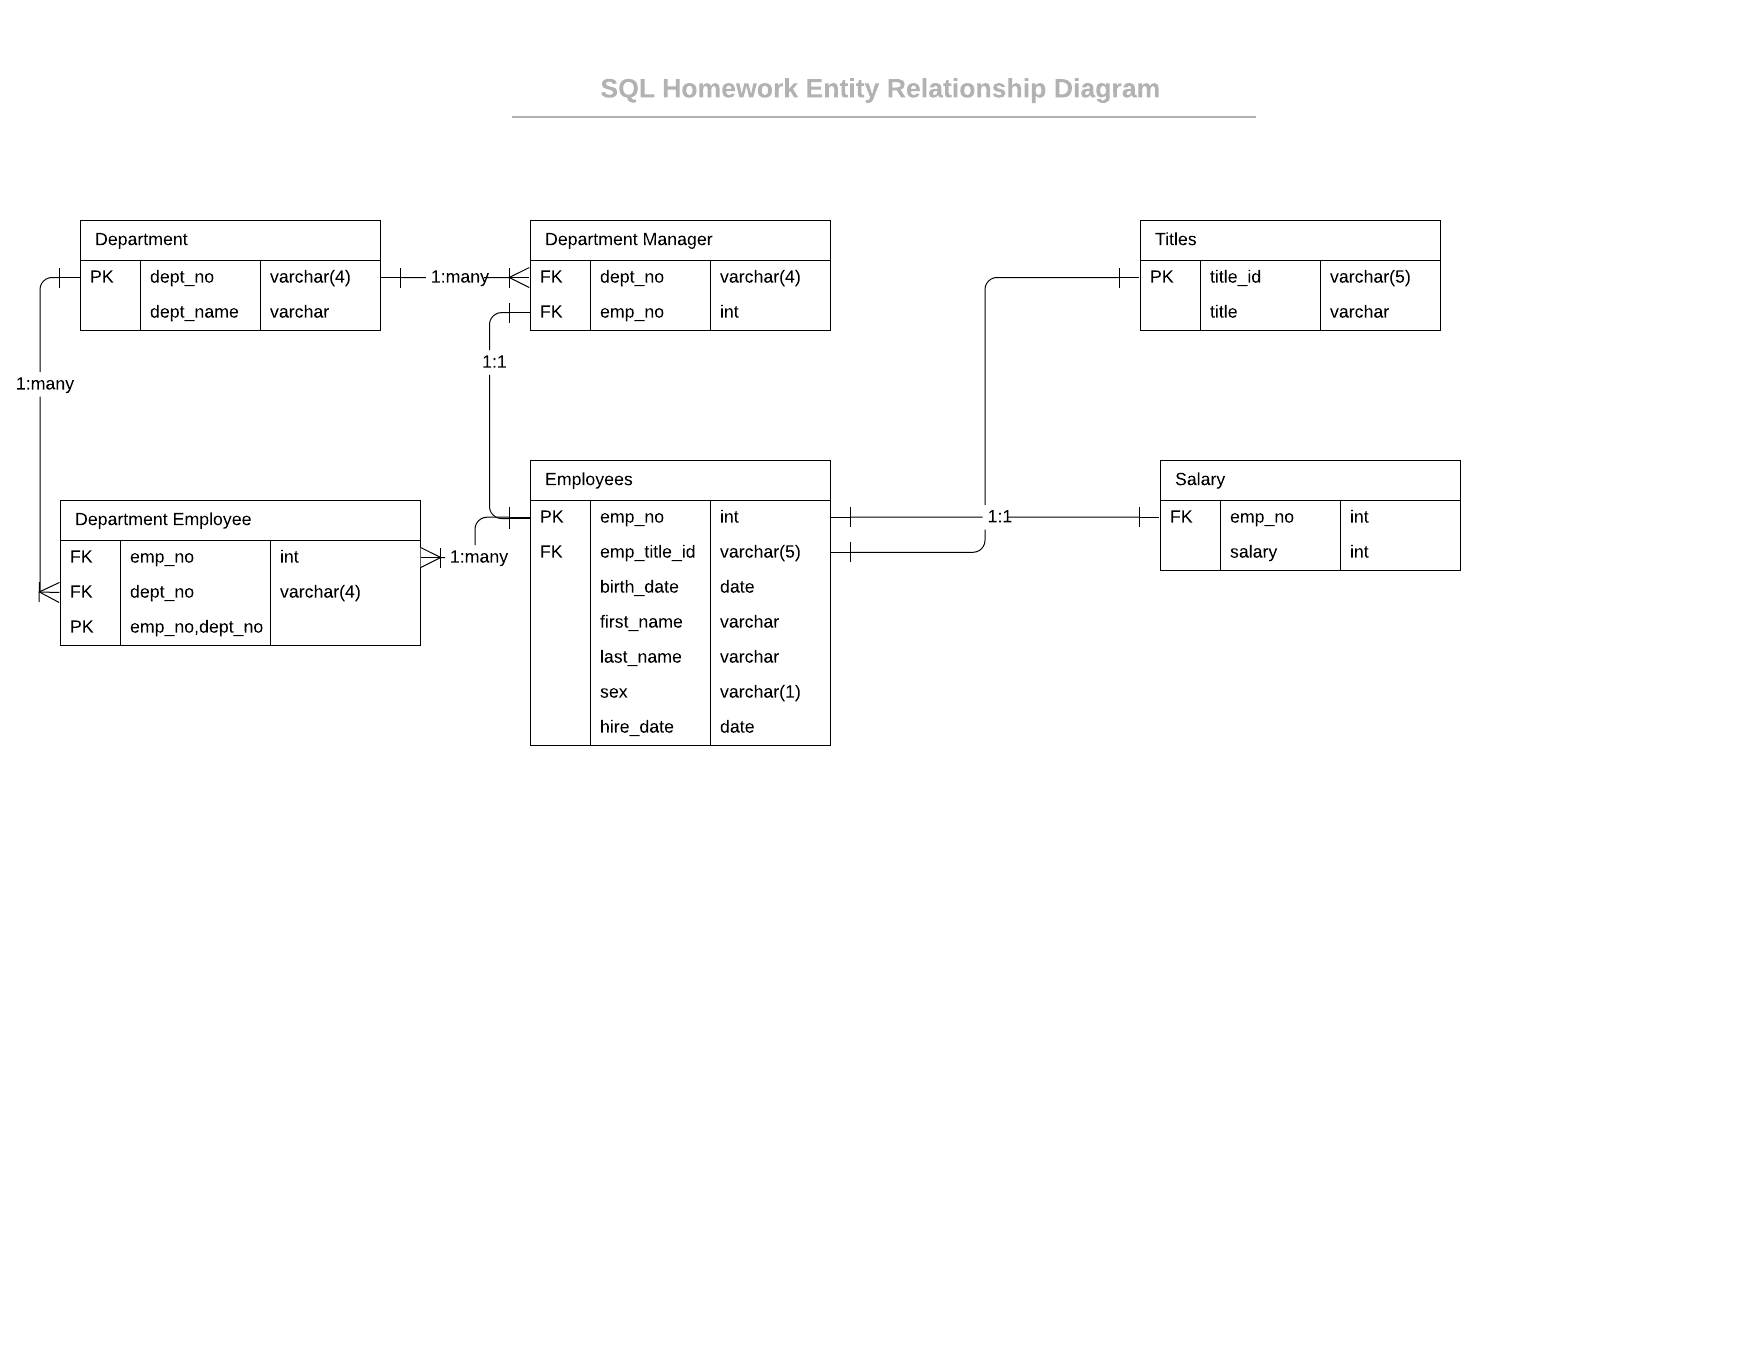 SQL Homework Entity Relationship Diagram
Department
PK dept_no varchar(4)
dept_name varchar
1:many
Department Manager
FK dept_no varchar(4)
FK emp_no int
Titles
PK title_id varchar(5)
title varchar
1:1
1:many
Department Employee
FK emp_no int
FK dept_no varchar(4)
PK emp_no,dept_no
1:many
Employees
PK emp_no int
FK emp_title_id varchar(5)
birth_date date
first_name varchar
last_name varchar
sex varchar(1)
hire_date date
1:1
Salary
FK emp_no int
salary int